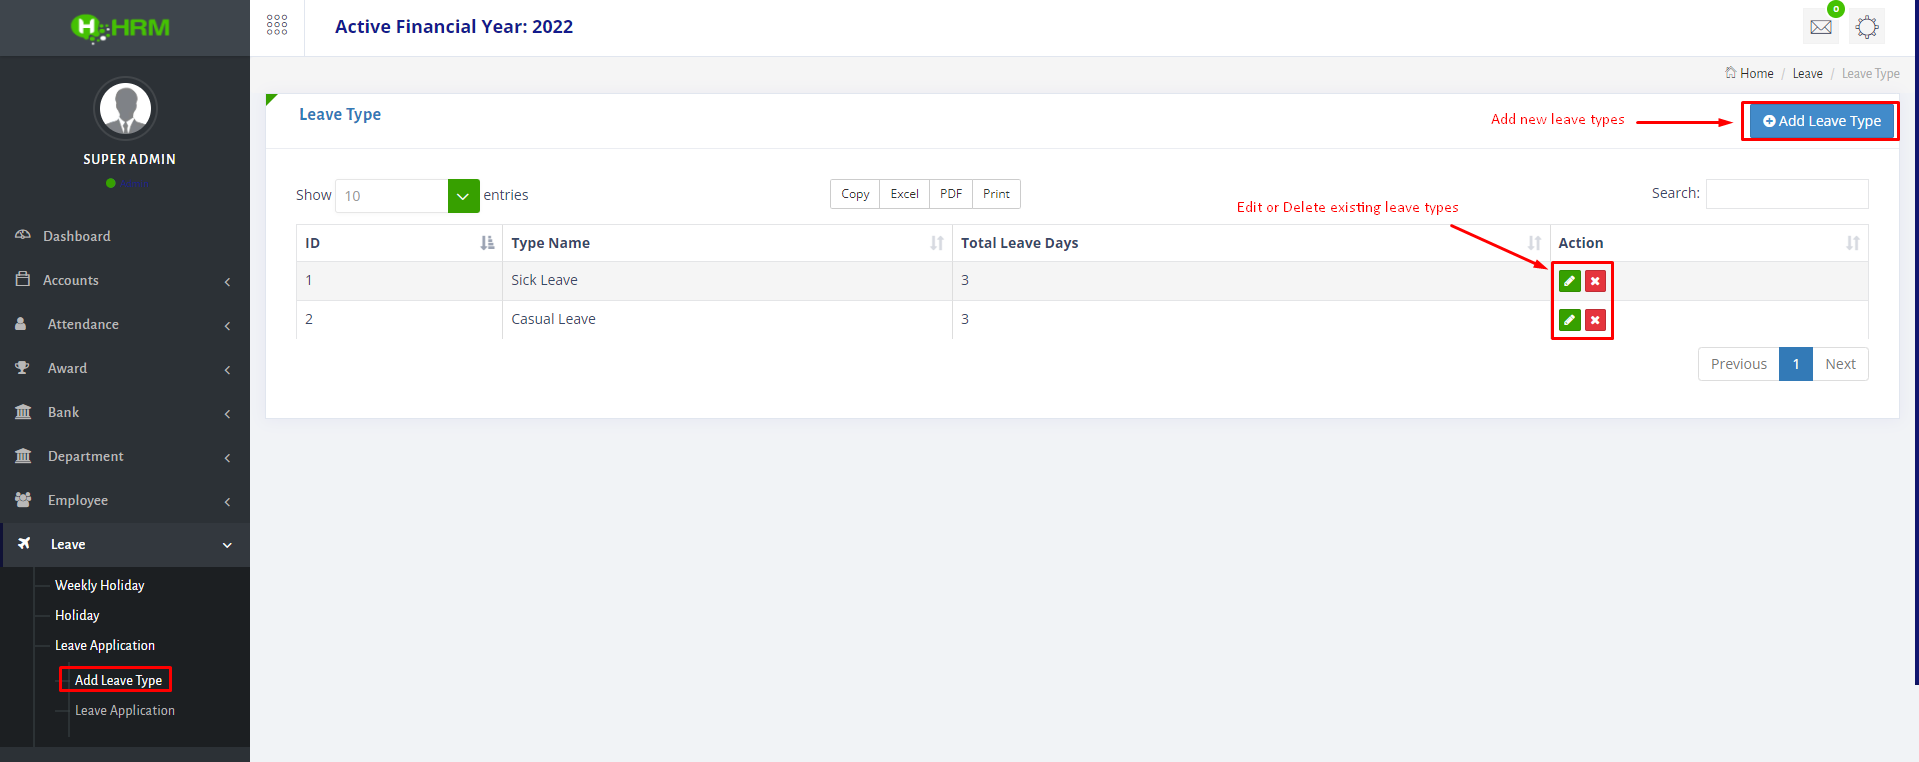 HRM
Active Financial Year: 2022
0
Home / Leave / Leave Type
Leave Type
Add new leave types
Add Leave Type
SUPER ADMIN
Show 10 entries
Copy Excel PDF Print
Search:
Edit or Delete existing leave types
ID Type Name Total Leave Days Action
1 Sick Leave 3
2 Casual Leave 3
Previous 1 Next
Dashboard
Accounts
Attendance
Award
Bank
Department
Employee
Leave
Weekly Holiday
Holiday
Leave Application
Add Leave Type
Leave Application